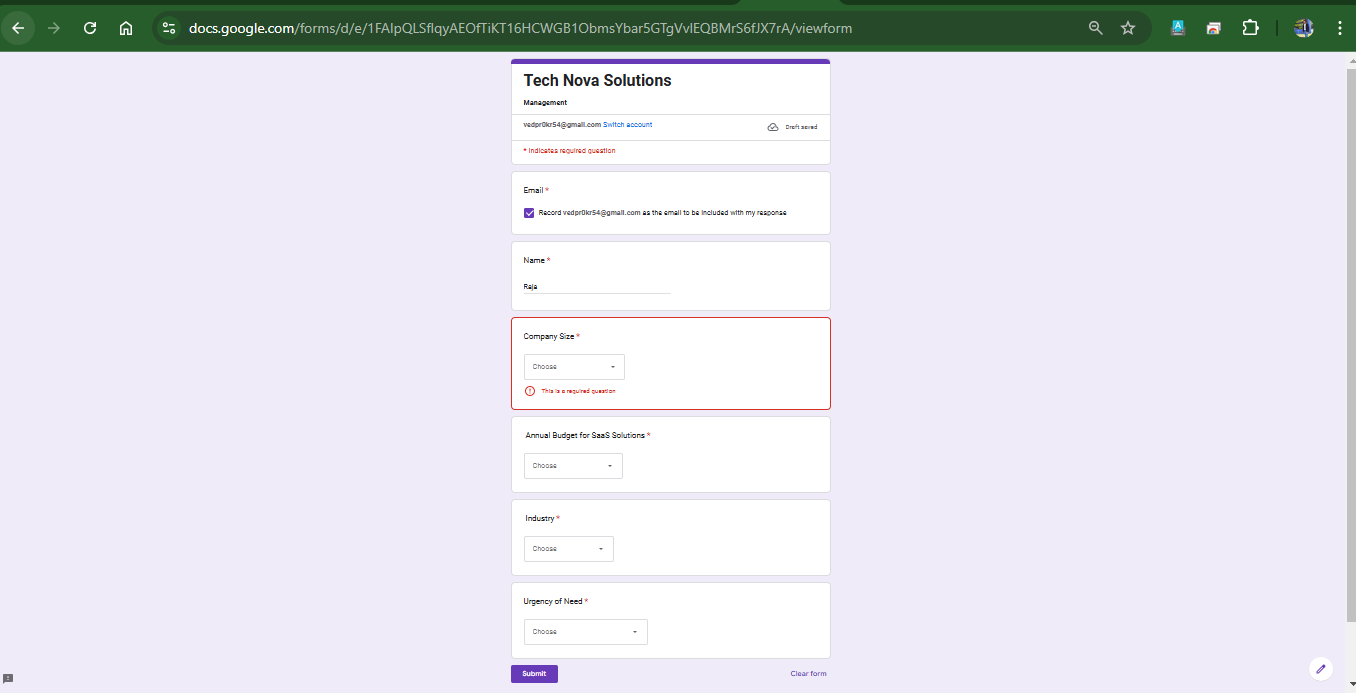 docs.google.com/forms/d/e/1FAIpQLSflqyAEOfTiKT16HCWGB1ObmsYbar5GTgVvIEQBMrS6fJX7rA/viewform
Tech Nova Solutions
Management
vedpr0kr54@gmail.com Switch account
Draft saved
* Indicates required question
Email *
Record vedpr0kr54@gmail.com as the email to be included with my response
Name *
Raja
Company Size *
Choose
This is a required question
Annual Budget for SaaS Solutions *
Choose
Industry *
Choose
Urgency of Need *
Choose
Submit
Clear form